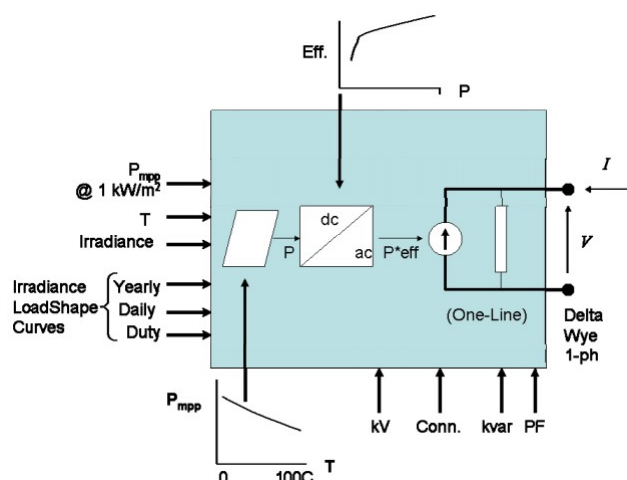 Eff.
P
P_mpp
@ 1 kW/m²
T
Irradiance
Irradiance
LoadShape
Curves
Yearly
Daily
Duty
P
dc
ac
P*eff
(One-Line)
I
V
Delta
Wye
1-ph
P_mpp
0
100C
T
kV
Conn.
kvar
PF